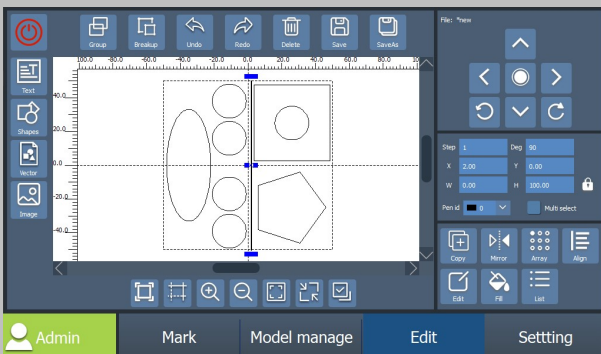 File: *new
Group Breakup Undo Redo Delete Save SaveAs
100.0 -80.0 -60.0 -40.0 -20.0 0.0 20.0 40.0 60.0 80.0 10
Text
40.0
Shapes
20.0
Vector
0.0
Image
-20.0
-40.0
Step 1 Deg 90
X 2.00 Y 0.00
W 0.00 H 100.00
Pen id 0 Multi select
Copy Mirror Array Align
Edit Fill List
Admin Mark Model manage Edit Settting